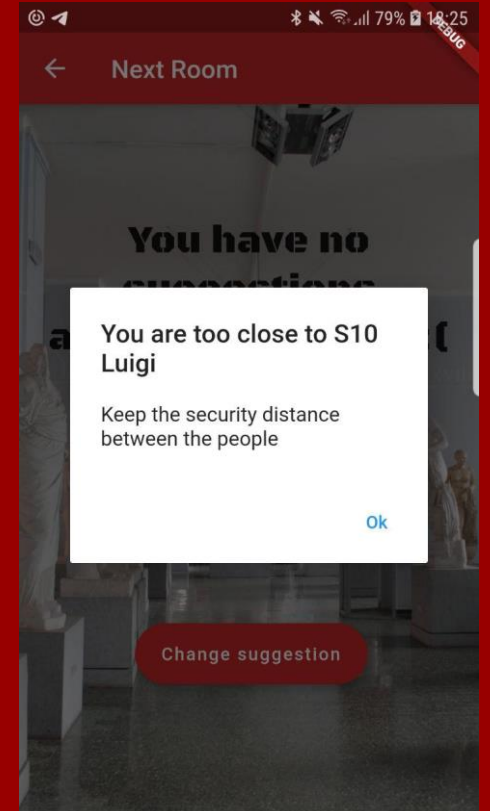 79% 18:25
DEBUG
Next Room
You have no
suggestions
a
:(
You are too close to S10
Luigi
Keep the security distance
between the people
Ok
Change suggestion